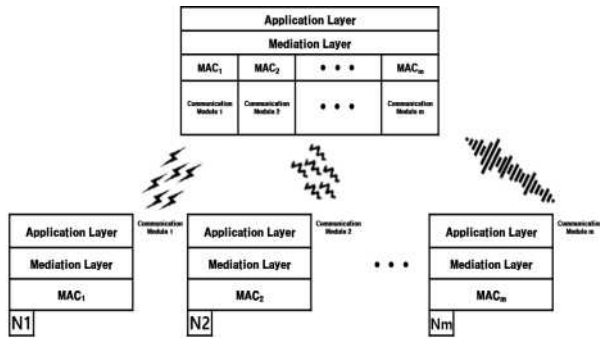 Application Layer
Mediation Layer
MAC₁ MAC₂ • • • MACₘ
Communication Module 1 Communication Module 2 • • • Communication Module m
Application Layer Communication Module 1 Application Layer Communication Module 2 Application Layer Communication Module m
Mediation Layer Mediation Layer • • • Mediation Layer
MAC₁ MAC₂ MACₘ
N1 N2 Nm